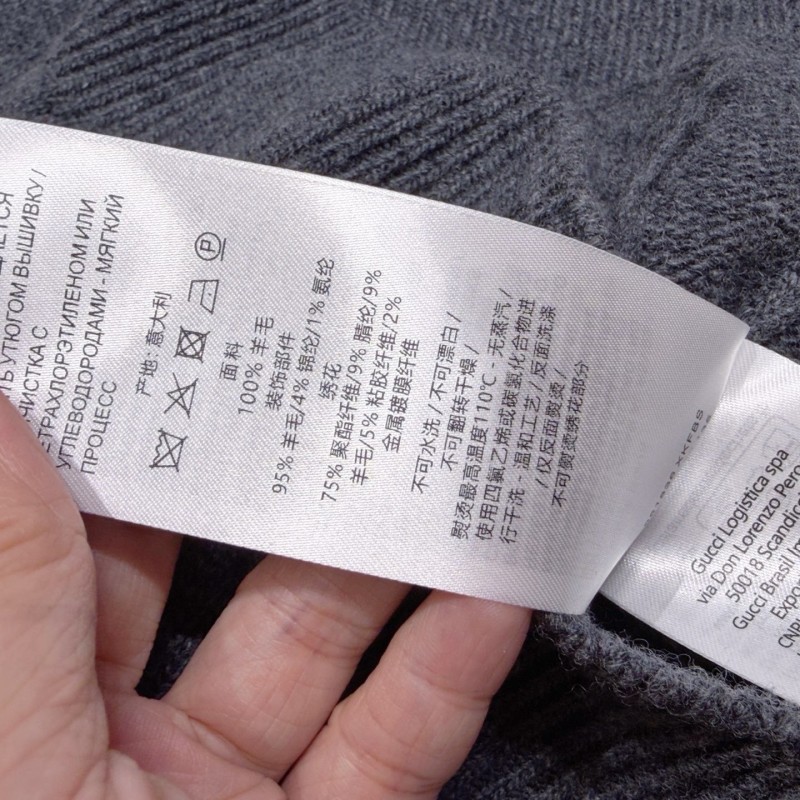 УТЮГОМ ВЫШИВКУ /
ЧИСТКА С
ТЕТРАХЛОРЭТИЛЕНОМ ИЛИ
УГЛЕВОДОРОДАМИ - МЯГКИЙ
ПРОЦЕСС
产地: 意大利
P
面料
100% 羊毛
装饰部件
95% 羊毛/4% 锦纶/1% 氨纶
绣花
75% 聚酯纤维/9% 腈纶/9%
羊毛/5% 粘胶纤维/2%
金属镀膜纤维
不可水洗 / 不可漂白 /
不可翻转干燥 /
熨烫最高温度110℃ - 无蒸汽 /
使用四氯乙烯或碳氢化合物进
行干洗 - 温和工艺 / 反面洗涤
/ 仅反面熨烫 /
不可熨烫绣花部分
Gucci Logistica spa
via Don Lorenzo
50018 Scandicci
Gucci Brasil